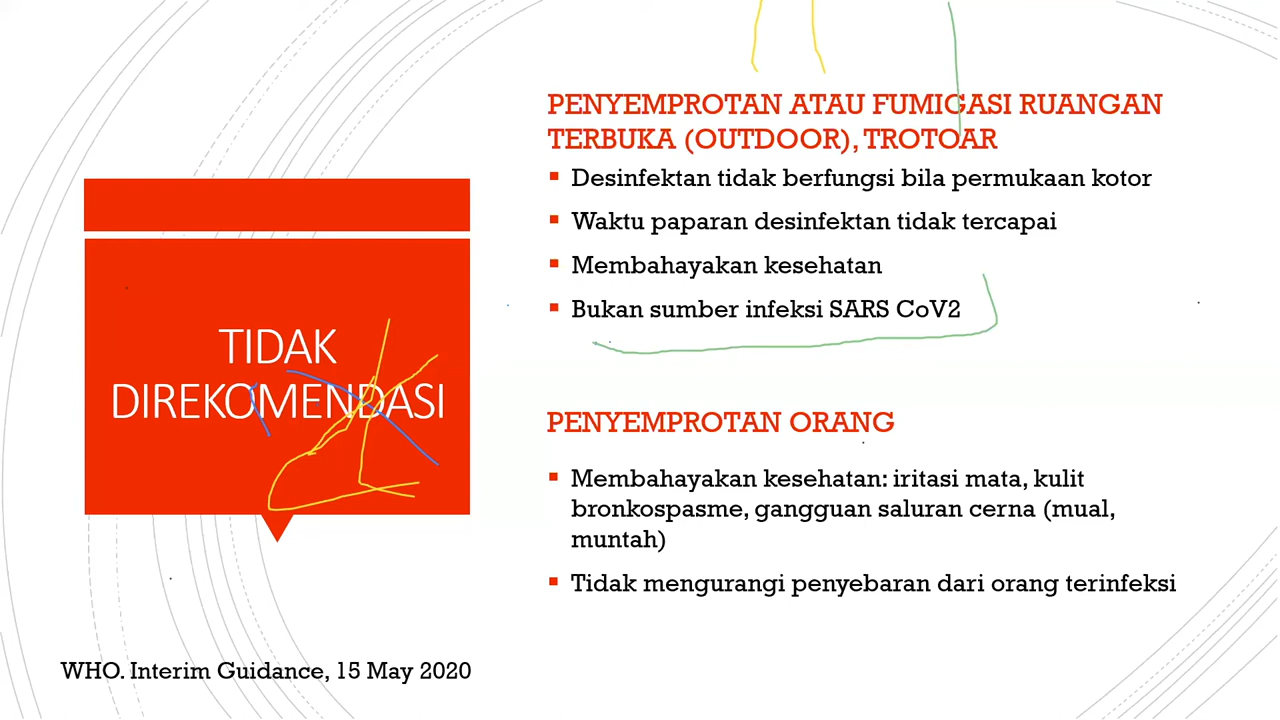 TIDAK
DIREKOMENDASI
PENYEMPROTAN ATAU FUMIGASI RUANGAN
TERBUKA (OUTDOOR), TROTOAR
Desinfektan tidak berfungsi bila permukaan kotor
Waktu paparan desinfektan tidak tercapai
Membahayakan kesehatan
Bukan sumber infeksi SARS CoV2
PENYEMPROTAN ORANG
Membahayakan kesehatan: iritasi mata, kulit
bronkospasme, gangguan saluran cerna (mual,
muntah)
Tidak mengurangi penyebaran dari orang terinfeksi
WHO. Interim Guidance, 15 May 2020